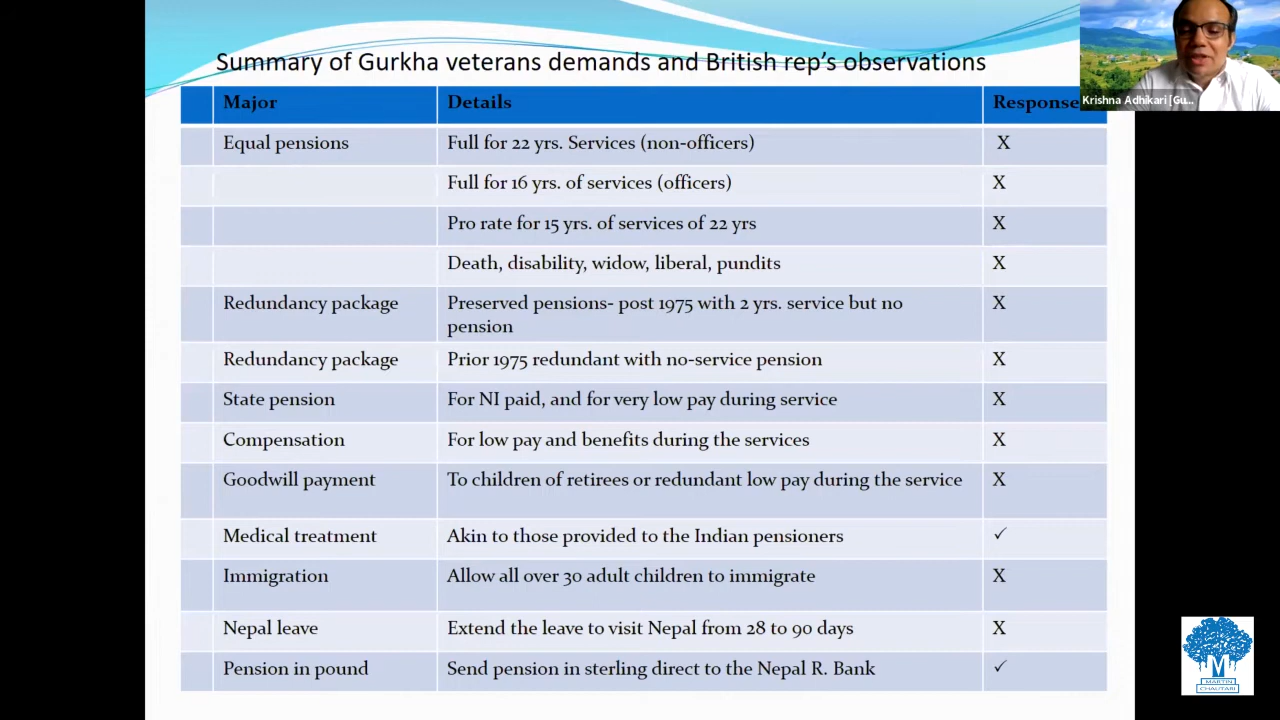 Summary of Gurkha veterans demands and British rep's observations
Major Details Response
Equal pensions Full for 22 yrs. Services (non-officers) X
Full for 16 yrs. of services (officers) X
Pro rate for 15 yrs. of services of 22 yrs X
Death, disability, widow, liberal, pundits X
Redundancy package Preserved pensions- post 1975 with 2 yrs. service but no X
pension
Redundancy package Prior 1975 redundant with no-service pension X
State pension For NI paid, and for very low pay during service X
Compensation For low pay and benefits during the services X
Goodwill payment To children of retirees or redundant low pay during the service X
Medical treatment Akin to those provided to the Indian pensioners ✓
Immigration Allow all over 30 adult children to immigrate X
Nepal leave Extend the leave to visit Nepal from 28 to 90 days X
Pension in pound Send pension in sterling direct to the Nepal R. Bank ✓
Krishna Adhikari [Gu...
M
MARTIN
CHAUTARI